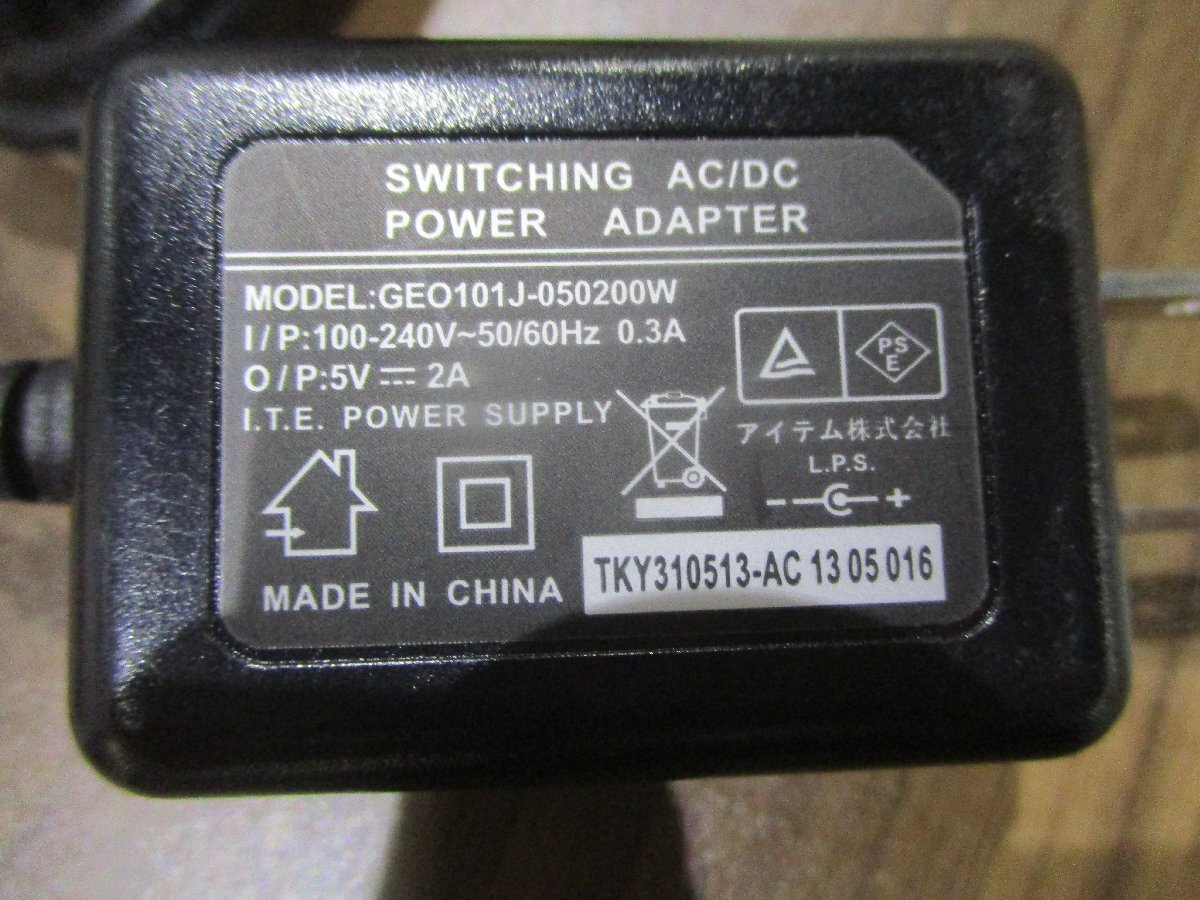 SWITCHING AC/DC
POWER ADAPTER
MODEL:GEO101J-050200W
I/P:100-240V~50/60Hz 0.3A
O/P:5V⎓2A
I.T.E. POWER SUPPLY
PS
E
アイテム株式会社
L.P.S.
− +
MADE IN CHINA
TKY310513-AC 13 05 016